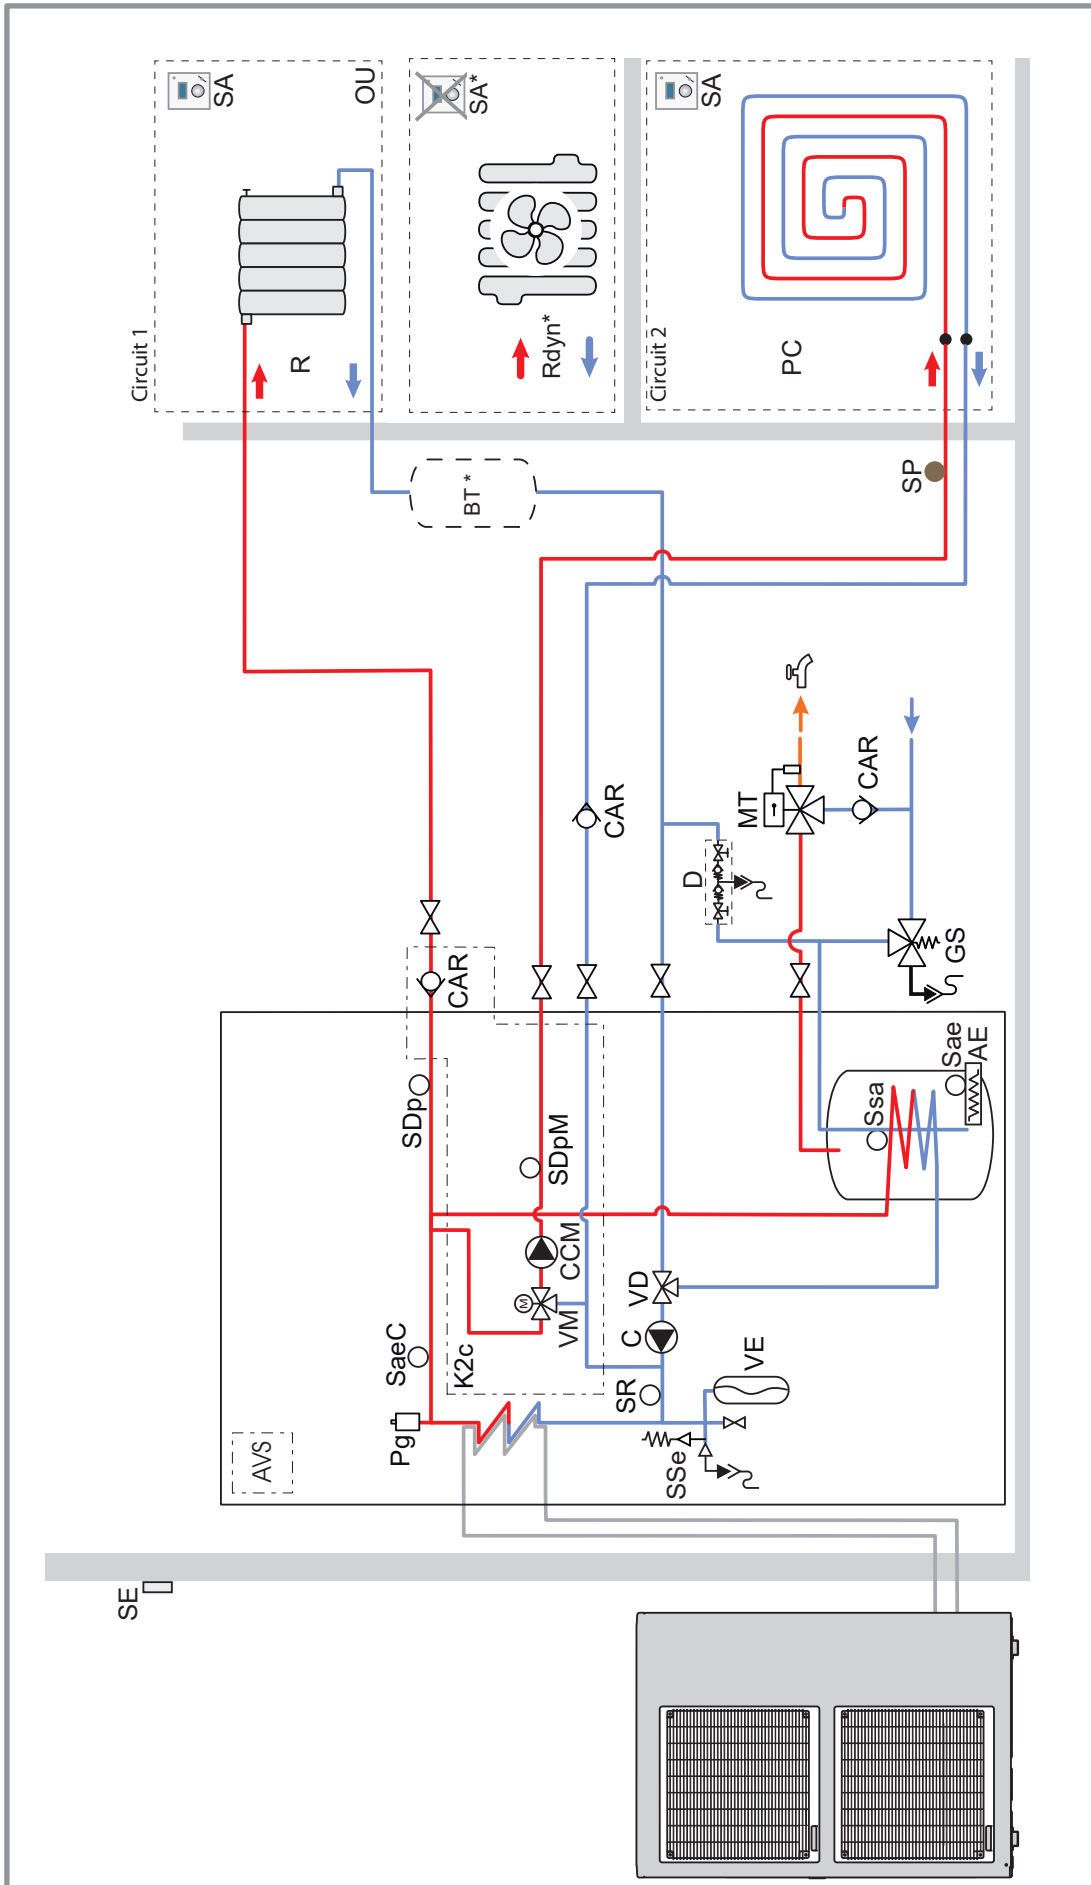 Circuit 1
SA
OU
R
SA*
Rdyn*
Circuit 2
SA
PC
BT *
SP
CAR
CAR
D
MT
CAR
GS
SDp
SDpM
Ssa
Sae
AE
SaeC
K2c
CCM
VM
VD
C
SR
VE
Pg
SSe
AVS
M
SE